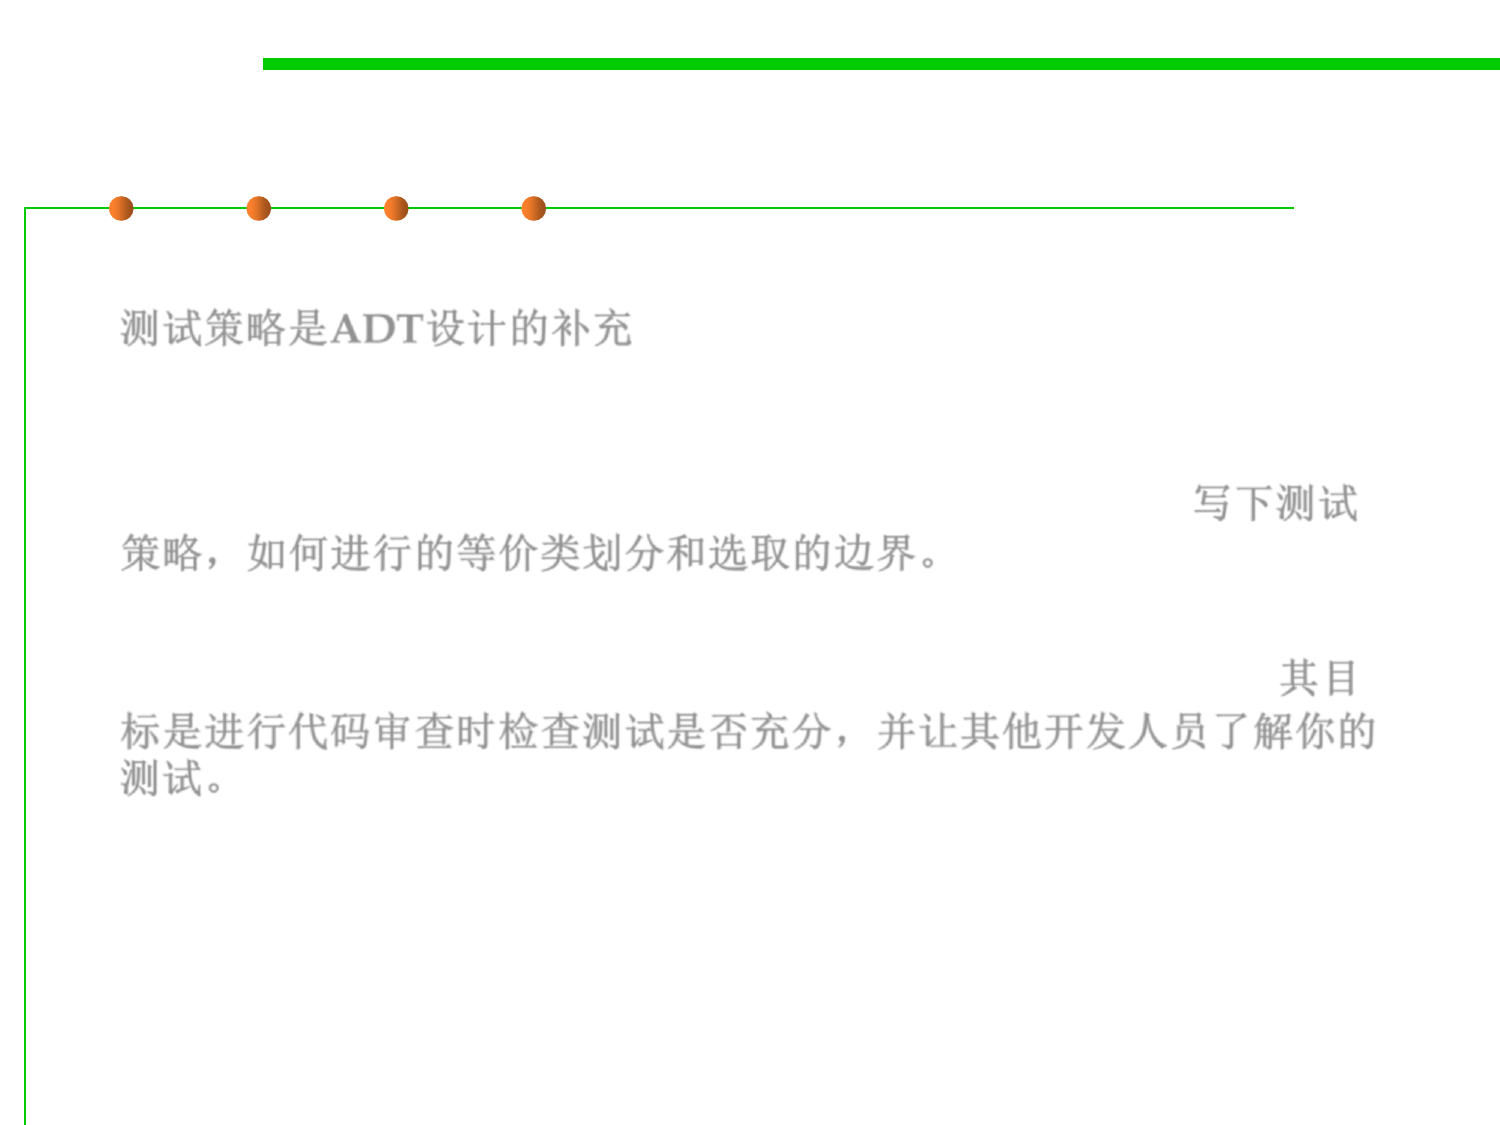 测试策略是ADT设计的补充
写下测试
策略，如何进行的等价类划分和选取的边界。
其目
标是进行代码审查时检查测试是否充分，并让其他开发人员了解你的
测试。